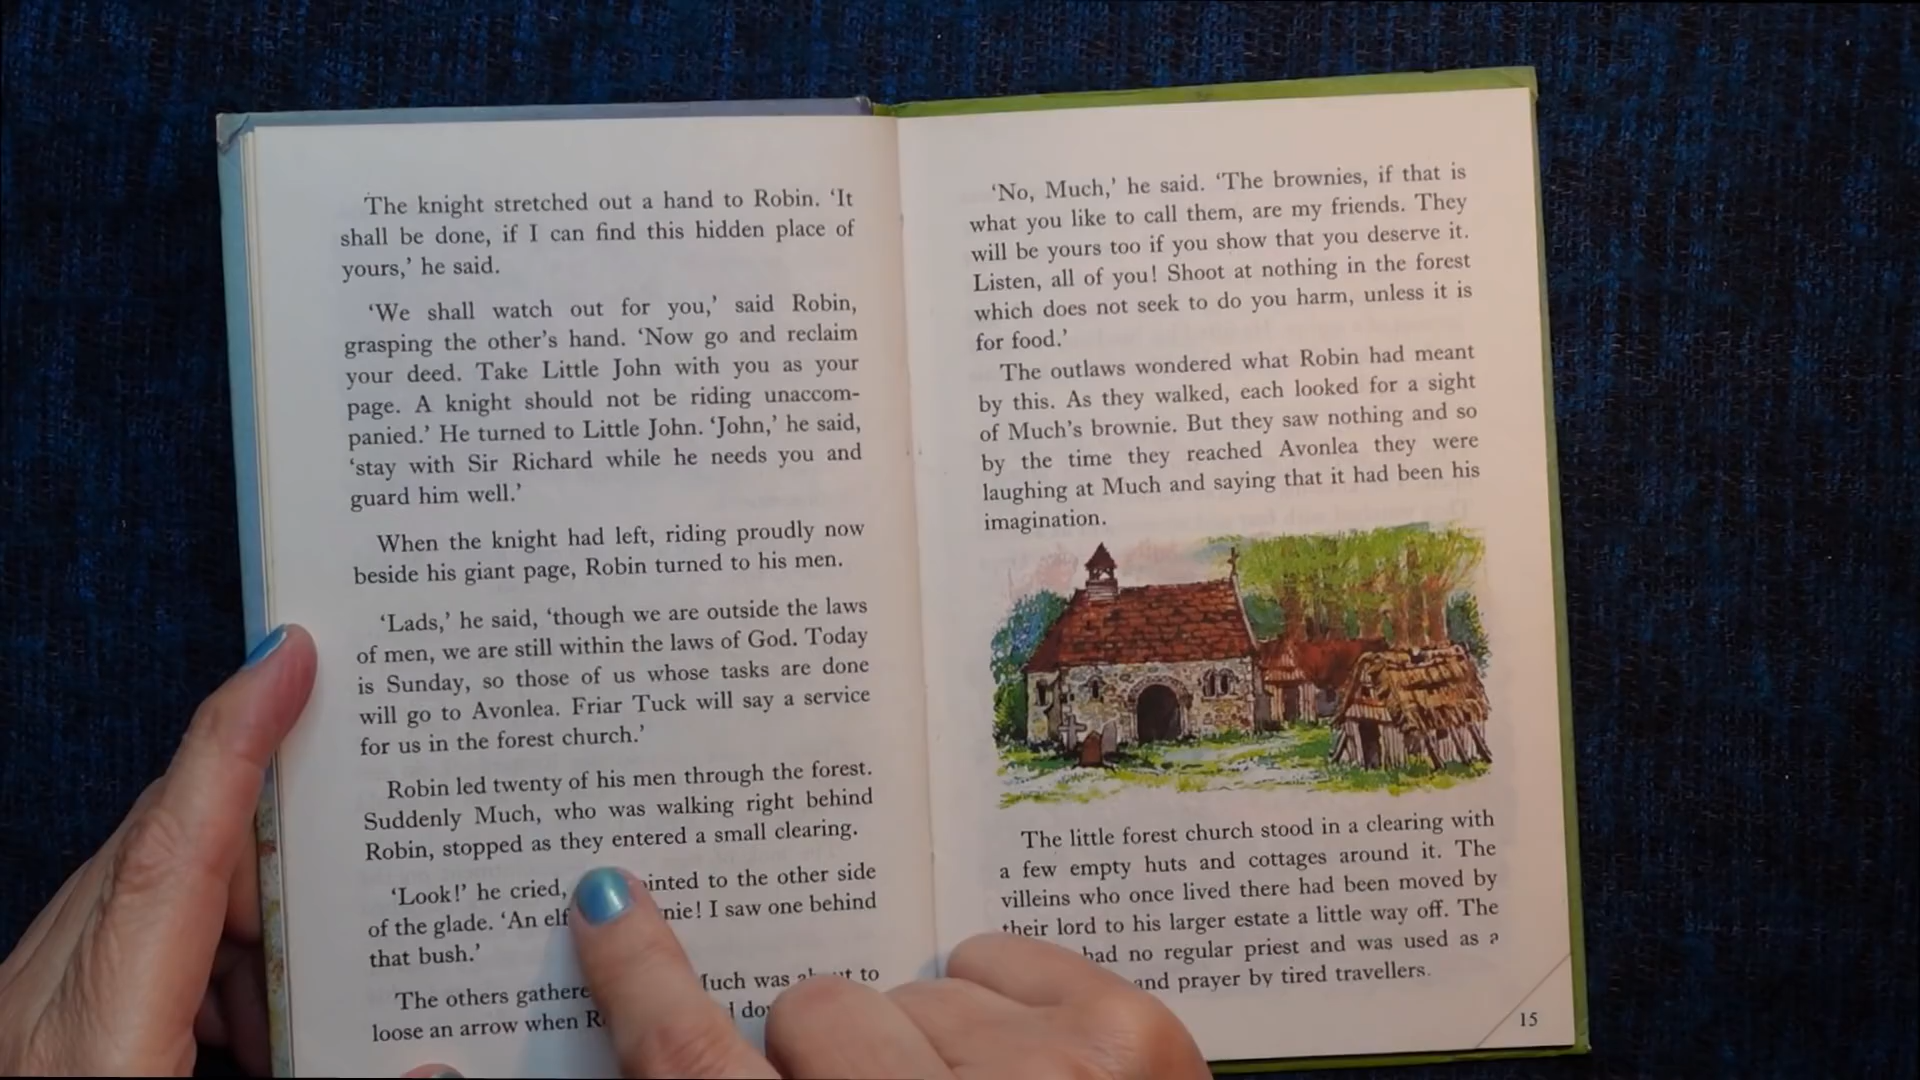 The knight stretched out a hand to Robin. ‘It
shall be done, if I can find this hidden place of
yours,’ he said.
‘We shall watch out for you,’ said Robin,
grasping the other’s hand. ‘Now go and reclaim
your deed. Take Little John with you as your
page. A knight should not be riding unaccom-
panied.’ He turned to Little John. ‘John,’ he said,
‘stay with Sir Richard while he needs you and
guard him well.’
When the knight had left, riding proudly now
beside his giant page, Robin turned to his men.
‘Lads,’ he said, ‘though we are outside the laws
of men, we are still within the laws of God. Today
is Sunday, so those of us whose tasks are done
will go to Avonlea. Friar Tuck will say a service
for us in the forest church.’
Robin led twenty of his men through the forest.
Suddenly Much, who was walking right behind
Robin, stopped as they entered a small clearing.
‘Look!’ he cried, to the other side
of the glade. ‘An I saw one behind
that bush.’
The others Much was to
loose an arrow when
‘No, Much,’ he said. ‘The brownies, if that is
what you like to call them, are my friends. They
will be yours too if you show that you deserve it.
Listen, all of you! Shoot at nothing in the forest
which does not seek to do you harm, unless it is
for food.’
The outlaws wondered what Robin had meant
by this. As they walked, each looked for a sight
of Much’s brownie. But they saw nothing and so
by the time they reached Avonlea they were
laughing at Much and saying that it had been his
imagination.
The little forest church stood in a clearing with
a few empty huts and cottages around it. The
villeins who once lived there had been moved by
their lord to his larger estate a little way off. The
had no regular priest and was used as a
and prayer by tired travellers.
15